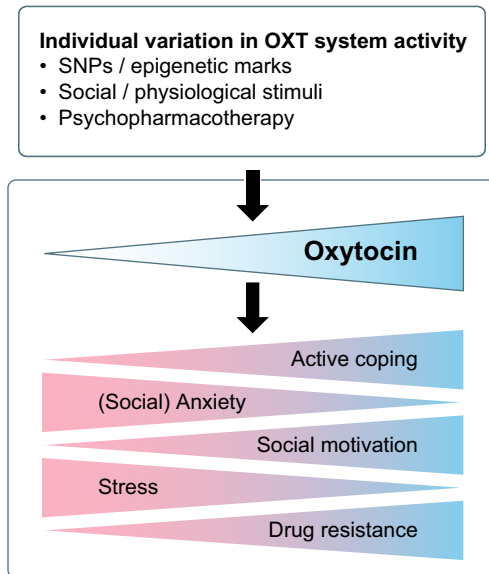 Individual variation in OXT system activity
• SNPs / epigenetic marks
• Social / physiological stimuli
• Psychopharmacotherapy
Oxytocin
Active coping
(Social) Anxiety
Social motivation
Stress
Drug resistance